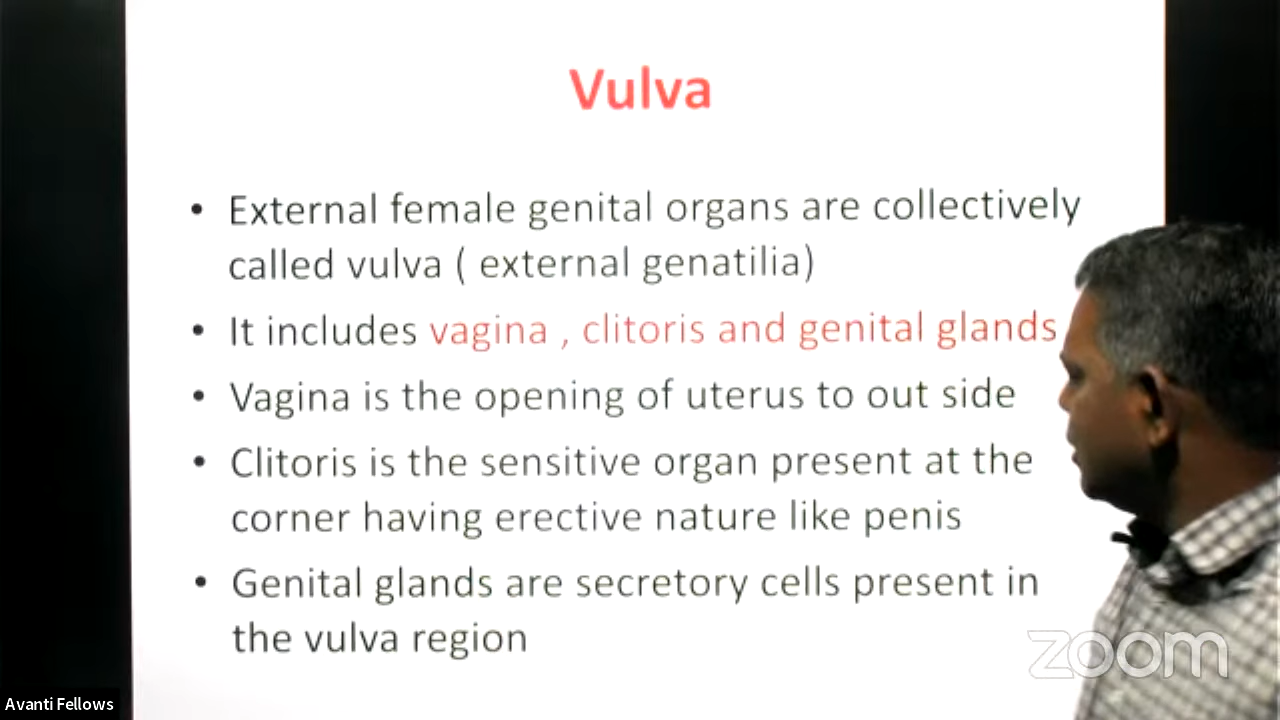 Vulva
• External female genital organs are collectively
called vulva ( external genatilia)
• It includes vagina , clitoris and genital glands
• Vagina is the opening of uterus to out side
• Clitoris is the sensitive organ present at the
corner having erective nature like penis
• Genital glands are secretory cells present in
the vulva region
zoom
Avanti Fellows